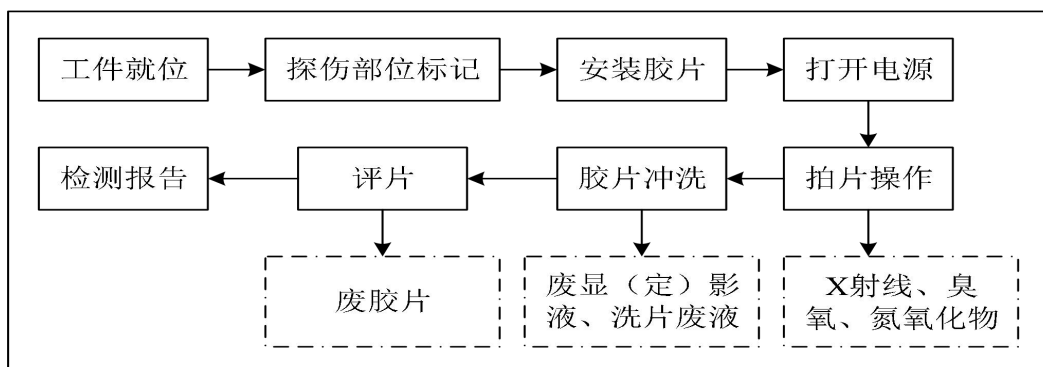 工件就位
探伤部位标记
安装胶片
打开电源
检测报告
评片
胶片冲洗
拍片操作
废胶片
废显（定）影
液、洗片废液
X射线、臭
氧、氮氧化物